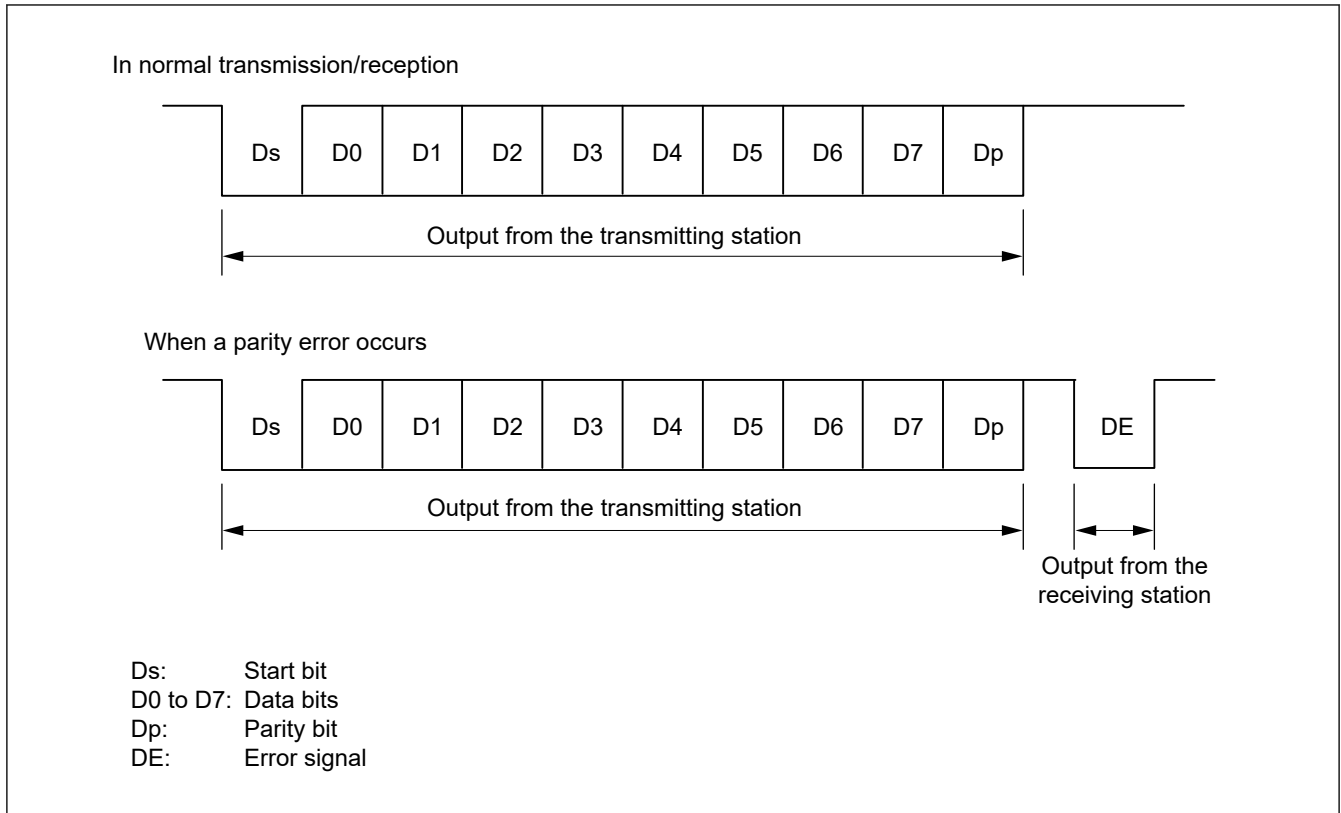 In normal transmission/reception
Ds D0 D1 D2 D3 D4 D5 D6 D7 Dp
Output from the transmitting station
When a parity error occurs
Ds D0 D1 D2 D3 D4 D5 D6 D7 Dp DE
Output from the transmitting station
Output from the
receiving station
Ds: Start bit
D0 to D7: Data bits
Dp: Parity bit
DE: Error signal